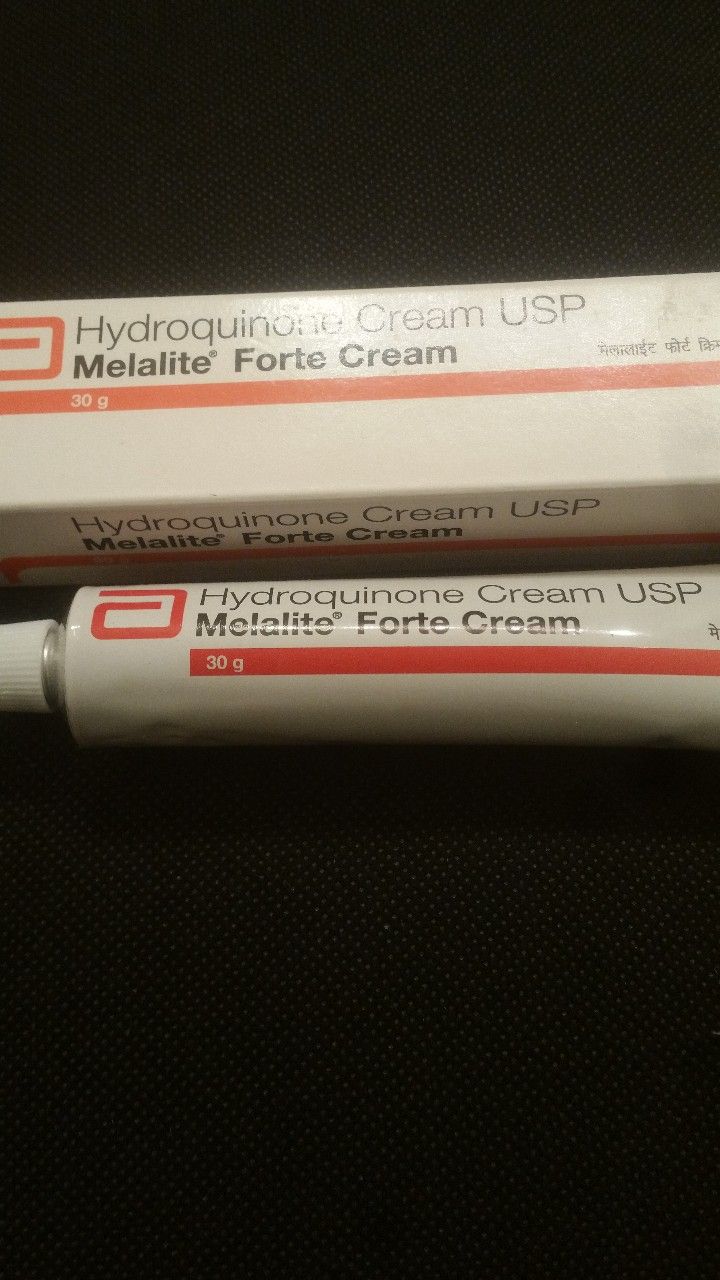 Hydroquinone Cream USP
Melalite® Forte Cream
मेलालाईट फोर्ट
30 g
Hydroquinone Cream USP
Melalite® Forte Cream
Hydroquinone Cream USP
Melalite® Forte Cream
30 g